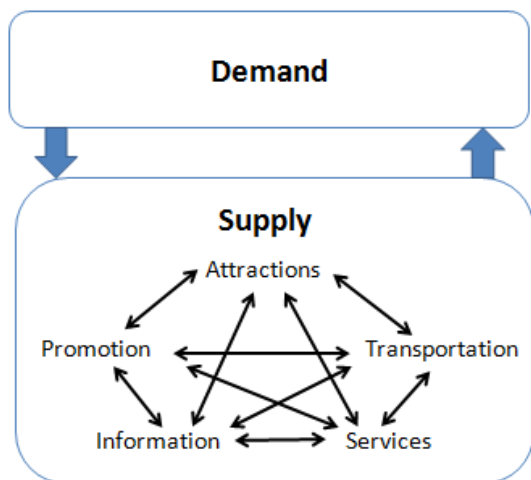 Demand
Supply
Attractions
Promotion Transportation
Information Services